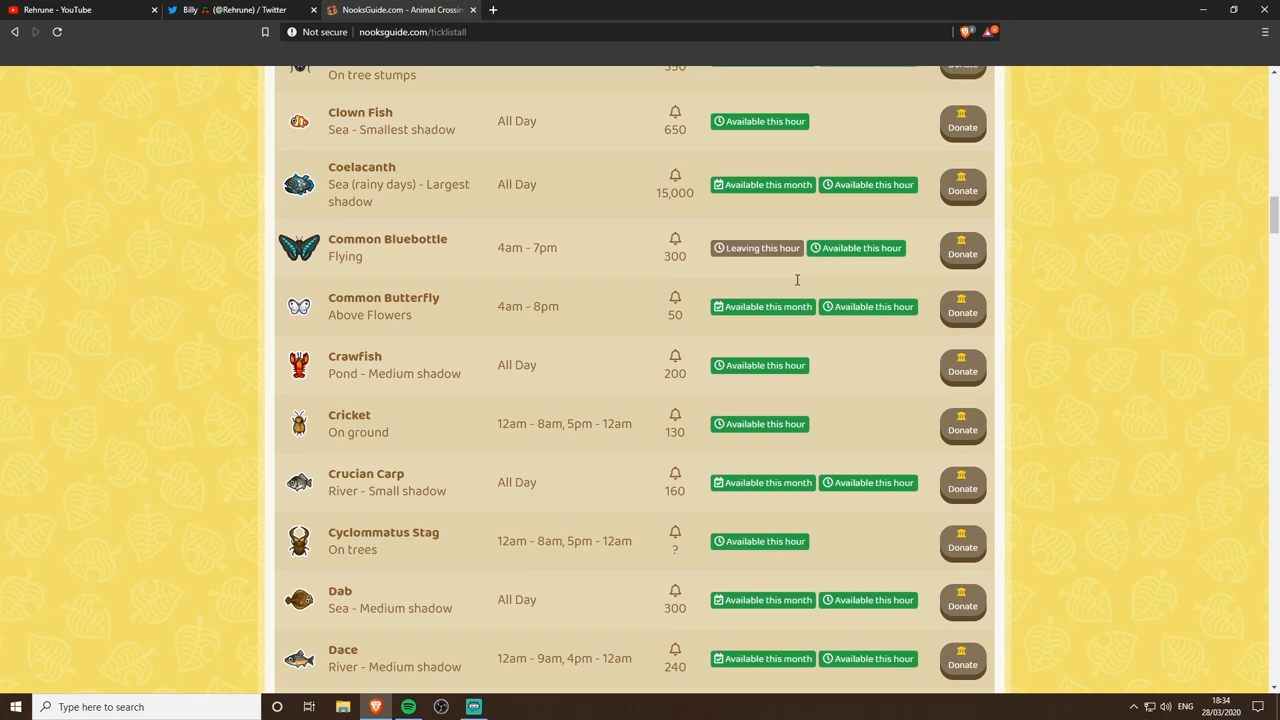 Rehrune - YouTube
Billy 🍒 (@Rehrune) / Twitter
NooksGuide.com - Animal Crossin
Not secure
nooksguide.com/ticklistall
On tree stumps
Donate
Clown Fish
Sea - Smallest shadow
All Day
650
Available this hour
Donate
Coelacanth
Sea (rainy days) - Largest
shadow
All Day
15,000
Available this month
Available this hour
Donate
Common Bluebottle
Flying
4am - 7pm
300
Leaving this hour
Available this hour
Donate
Common Butterfly
Above Flowers
4am - 8pm
50
Available this month
Available this hour
Donate
Crawfish
Pond - Medium shadow
All Day
200
Available this hour
Donate
Cricket
On ground
12am - 8am, 5pm - 12am
130
Available this hour
Donate
Crucian Carp
River - Small shadow
All Day
160
Available this month
Available this hour
Donate
Cyclommatus Stag
On trees
12am - 8am, 5pm - 12am
?
Available this hour
Donate
Dab
Sea - Medium shadow
All Day
300
Available this month
Available this hour
Donate
Dace
River - Medium shadow
12am - 9am, 4pm - 12am
240
Available this month
Available this hour
Donate
Type here to search
ENG
18:34
28/03/2020